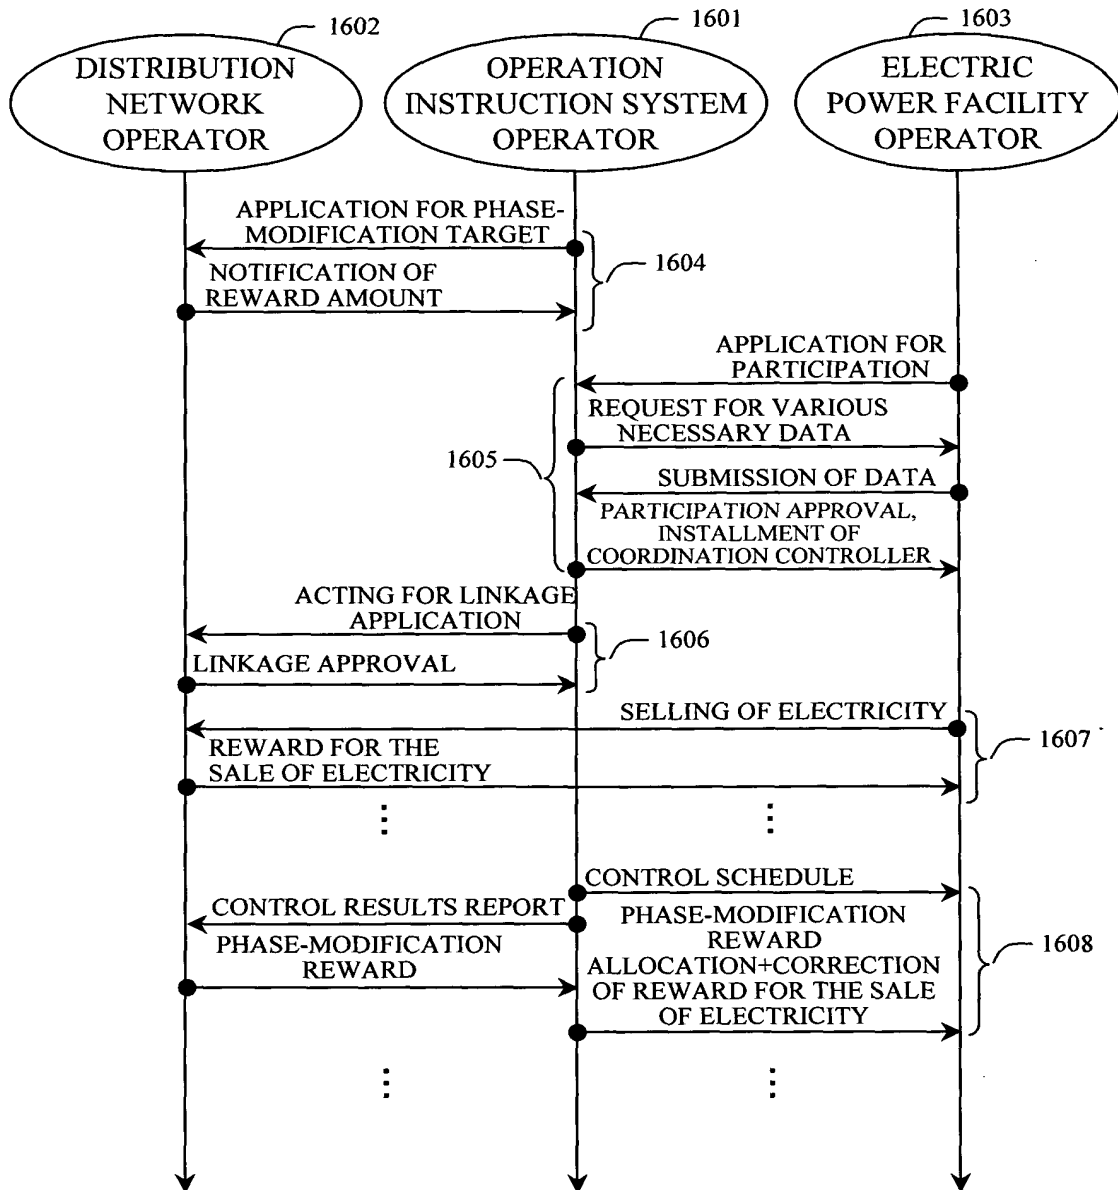 1602
1601
1603
DISTRIBUTION
NETWORK
OPERATOR
OPERATION
INSTRUCTION SYSTEM
OPERATOR
ELECTRIC
POWER FACILITY
OPERATOR
APPLICATION FOR PHASE-
MODIFICATION TARGET
1604
NOTIFICATION OF
REWARD AMOUNT
APPLICATION FOR
PARTICIPATION
REQUEST FOR VARIOUS
NECESSARY DATA
1605
SUBMISSION OF DATA
PARTICIPATION APPROVAL,
INSTALLMENT OF
COORDINATION CONTROLLER
ACTING FOR LINKAGE
APPLICATION
1606
LINKAGE APPROVAL
SELLING OF ELECTRICITY
1607
REWARD FOR THE
SALE OF ELECTRICITY
CONTROL SCHEDULE
CONTROL RESULTS REPORT
PHASE-MODIFICATION
REWARD
PHASE-MODIFICATION
REWARD
ALLOCATION+CORRECTION
OF REWARD FOR THE SALE
OF ELECTRICITY
1608